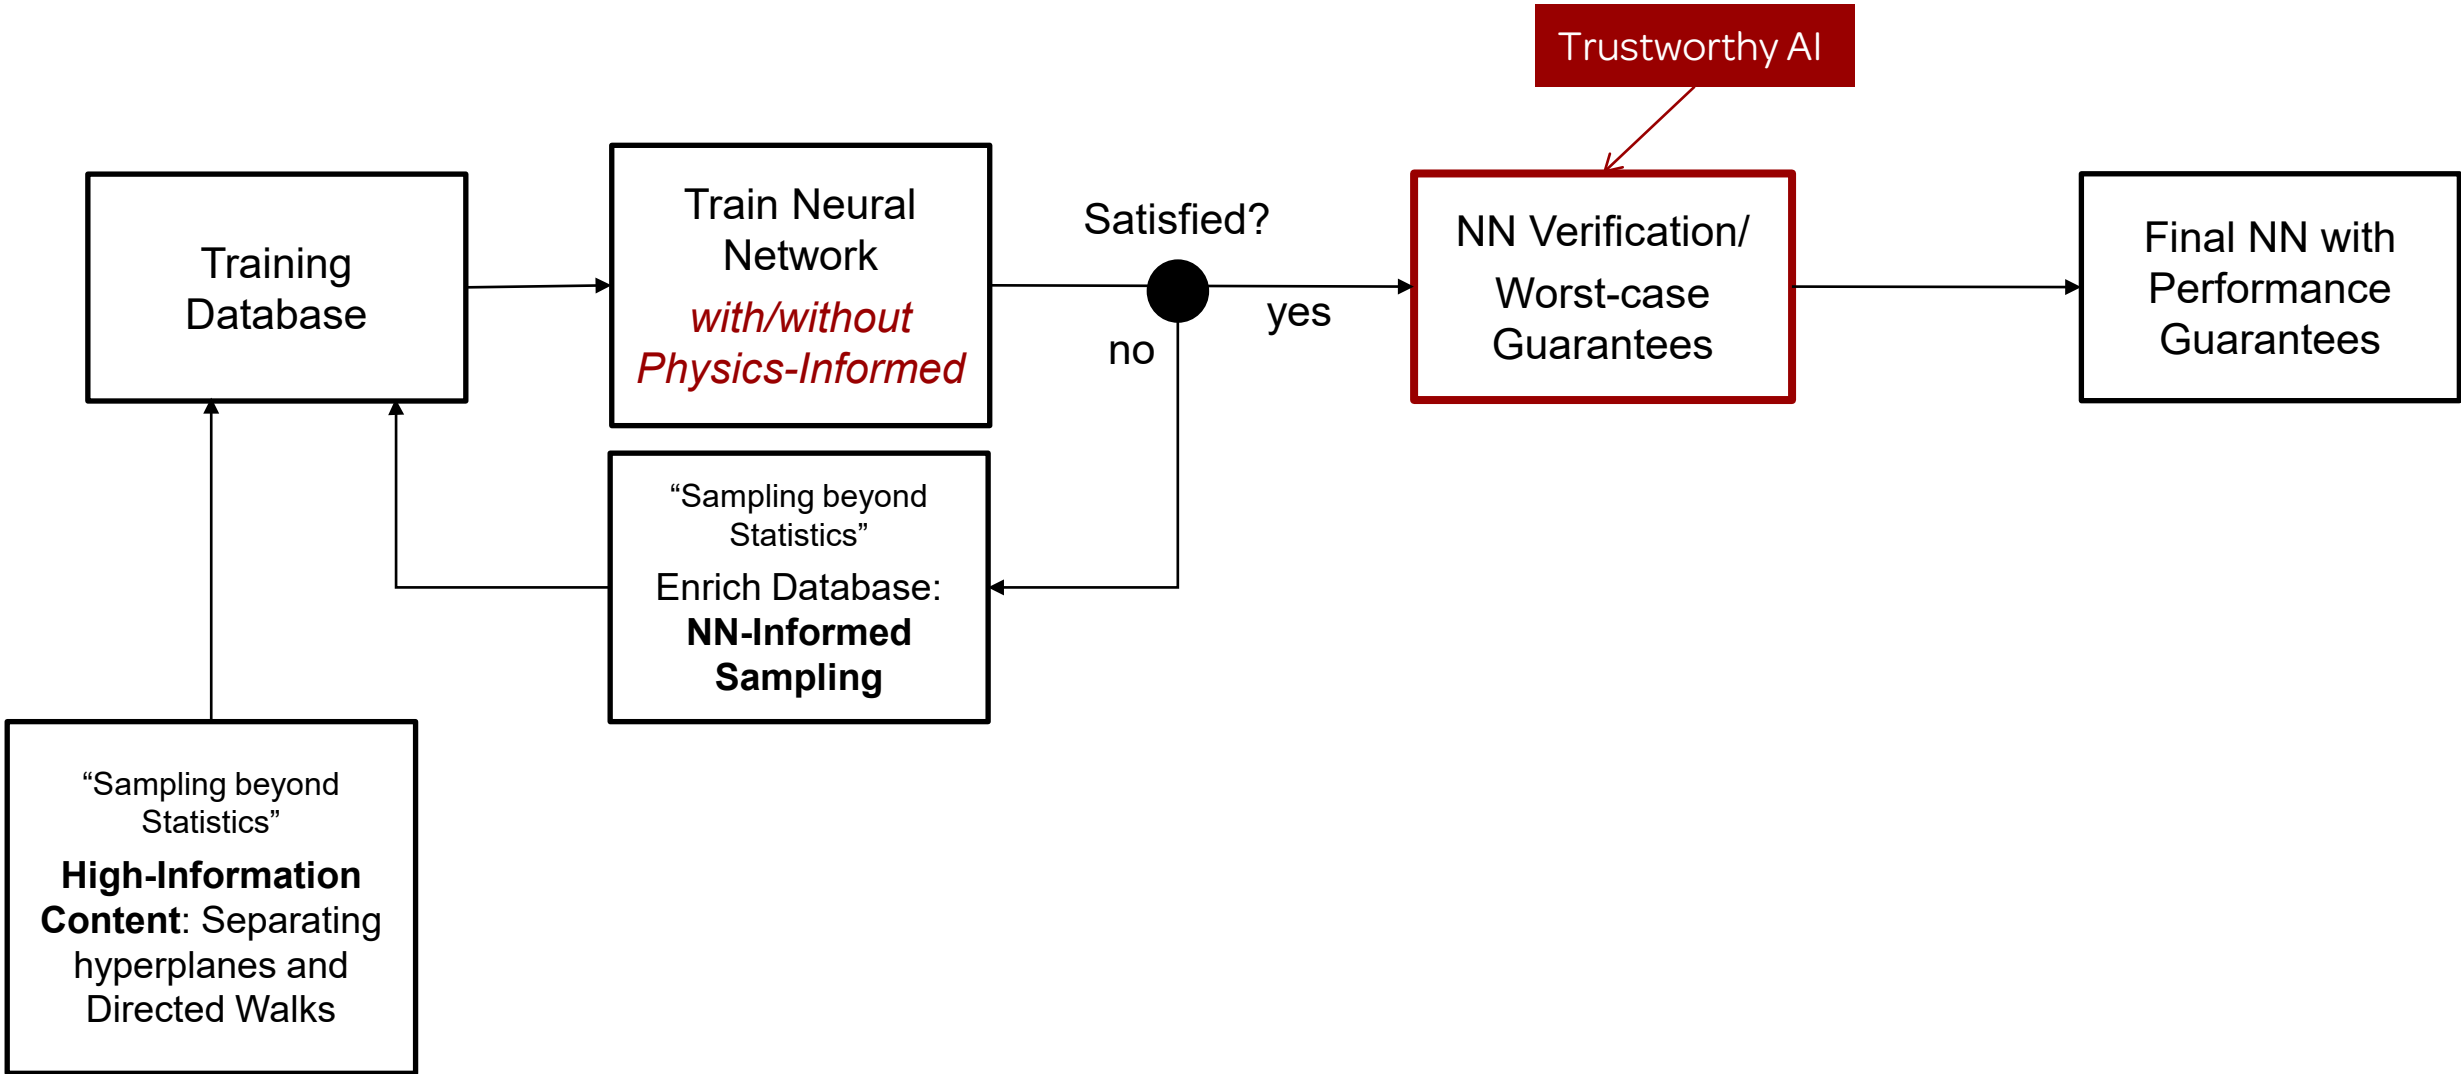 Trustworthy AI
Training
Database
Train Neural
Network
with/without
Physics-Informed
Satisfied?
yes
no
NN Verification/
Worst-case
Guarantees
Final NN with
Performance
Guarantees
“Sampling beyond
Statistics”
Enrich Database:
NN-Informed
Sampling
“Sampling beyond
Statistics”
High-Information
Content: Separating
hyperplanes and
Directed Walks